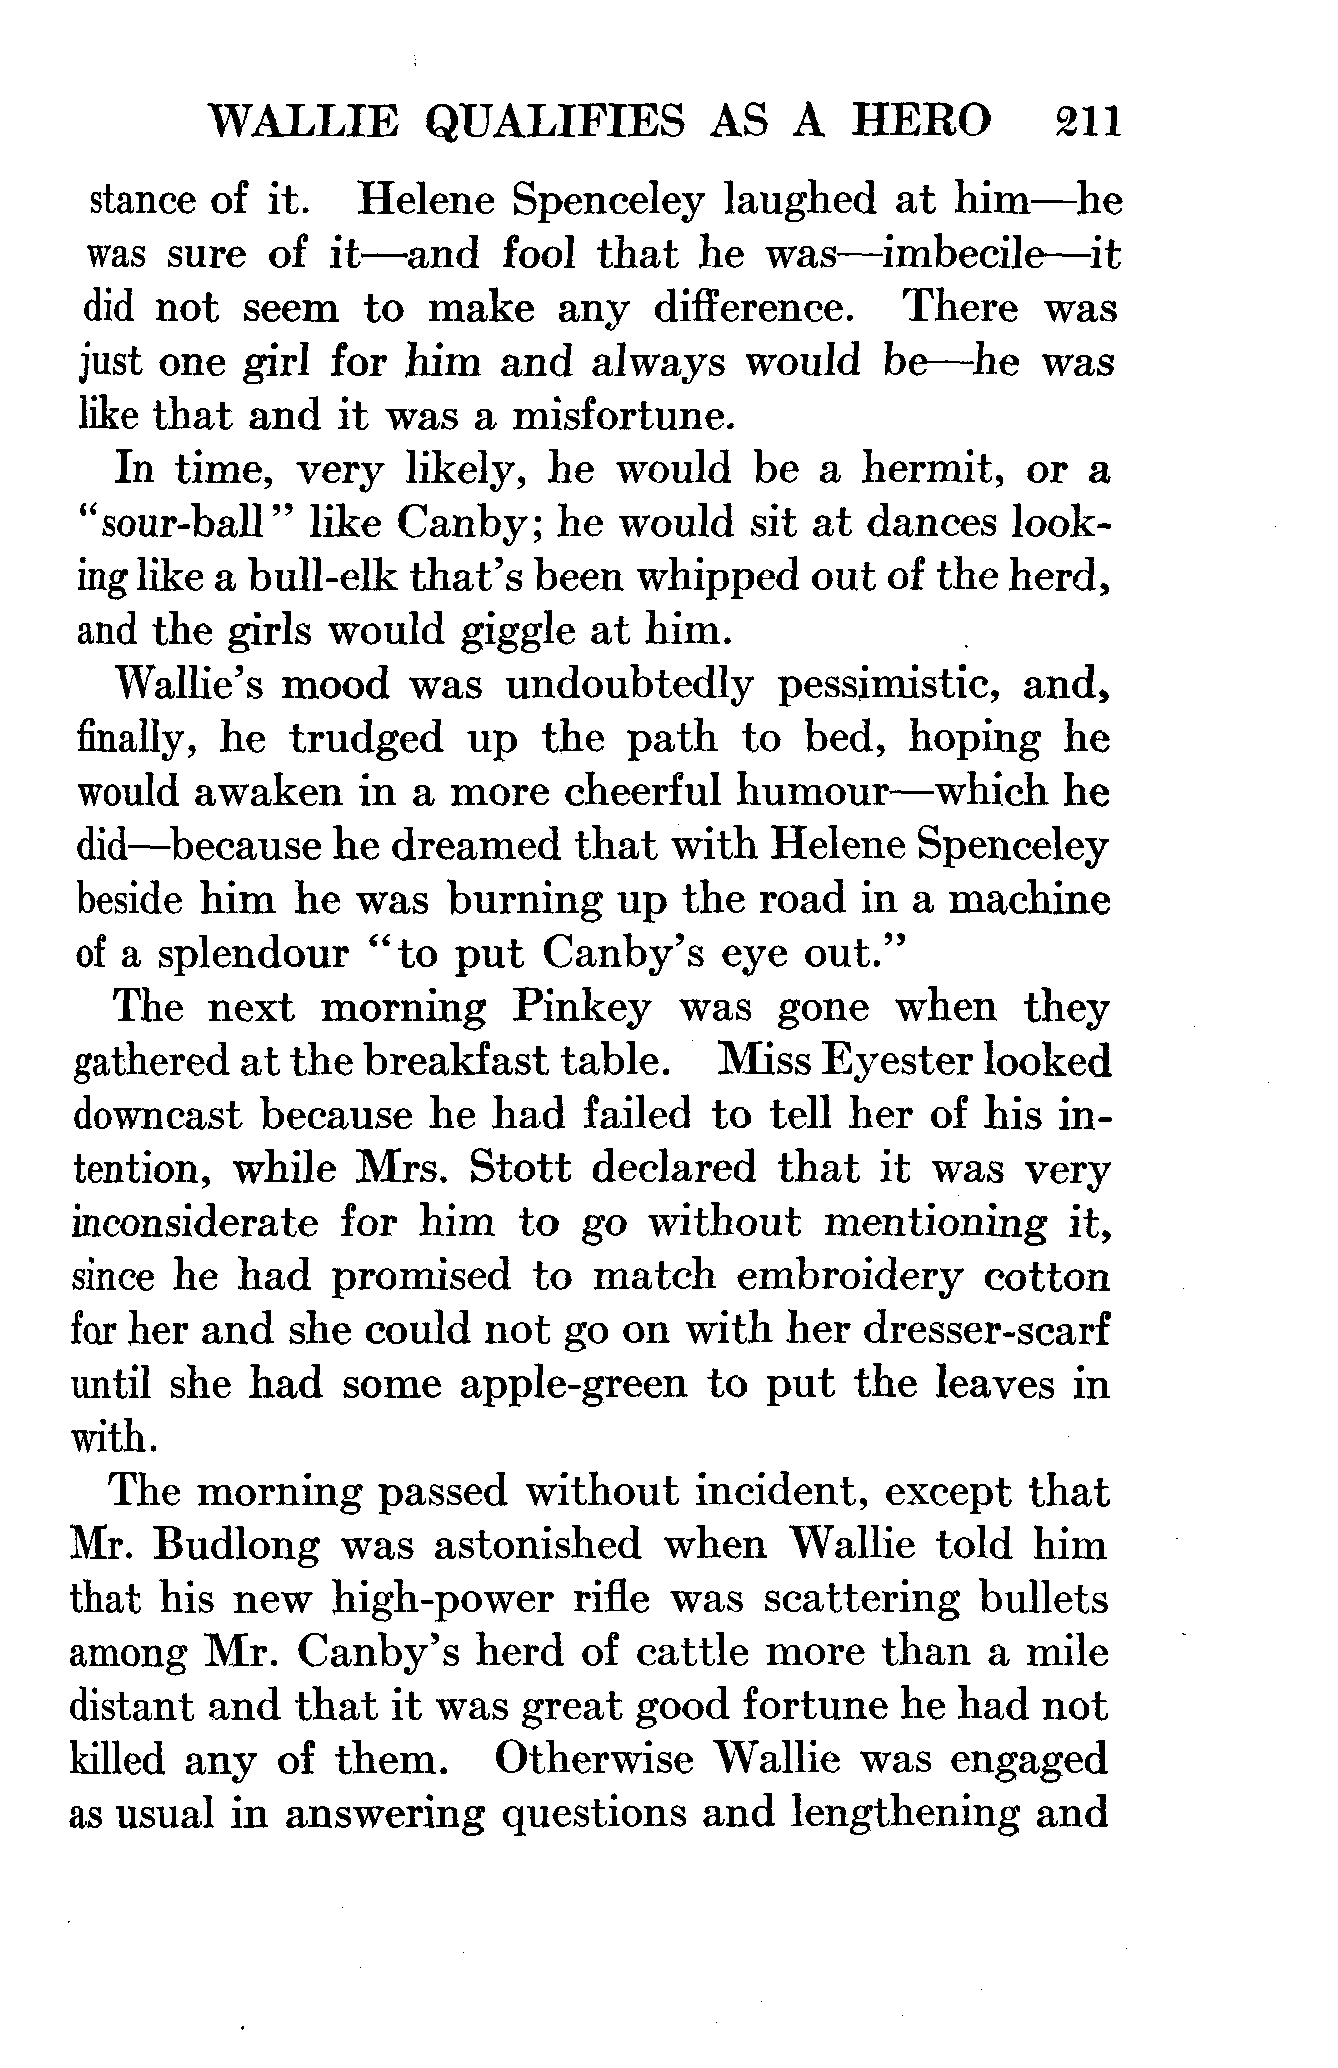 WALLIE QUALIFIES AS A HERO 211
stance of it. Helene Spenceley laughed at him—he
was sure of it—and fool that he was—imbecile—it
did not seem to make any difference. There was
just one girl for him and always would be—he was
like that and it was a misfortune.
In time, very likely, he would be a hermit, or a
“sour-ball” like Canby; he would sit at dances look-
ing like a bull-elk that’s been whipped out of the herd,
and the girls would giggle at him.
Wallie’s mood was undoubtedly pessimistic, and,
finally, he trudged up the path to bed, hoping he
would awaken in a more cheerful humour—which he
did—because he dreamed that with Helene Spenceley
beside him he was burning up the road in a machine
of a splendour “to put Canby’s eye out.”
The next morning Pinkey was gone when they
gathered at the breakfast table. Miss Eyester looked
downcast because he had failed to tell her of his in-
tention, while Mrs. Stott declared that it was very
inconsiderate for him to go without mentioning it,
since he had promised to match embroidery cotton
for her and she could not go on with her dresser-scarf
until she had some apple-green to put the leaves in
with.
The morning passed without incident, except that
Mr. Budlong was astonished when Wallie told him
that his new high-power rifle was scattering bullets
among Mr. Canby’s herd of cattle more than a mile
distant and that it was great good fortune he had not
killed any of them. Otherwise Wallie was engaged
as usual in answering questions and lengthening and